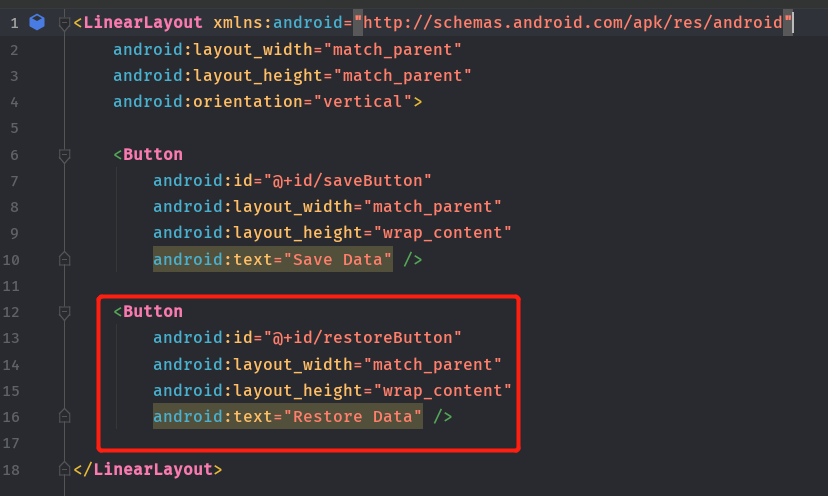 1 <LinearLayout xmlns:android="http://schemas.android.com/apk/res/android"
2     android:layout_width="match_parent"
3     android:layout_height="match_parent"
4     android:orientation="vertical">
5
6     <Button
7         android:id="@+id/saveButton"
8         android:layout_width="match_parent"
9         android:layout_height="wrap_content"
10         android:text="Save Data" />
11
12     <Button
13         android:id="@+id/restoreButton"
14         android:layout_width="match_parent"
15         android:layout_height="wrap_content"
16         android:text="Restore Data" />
17
18 </LinearLayout>